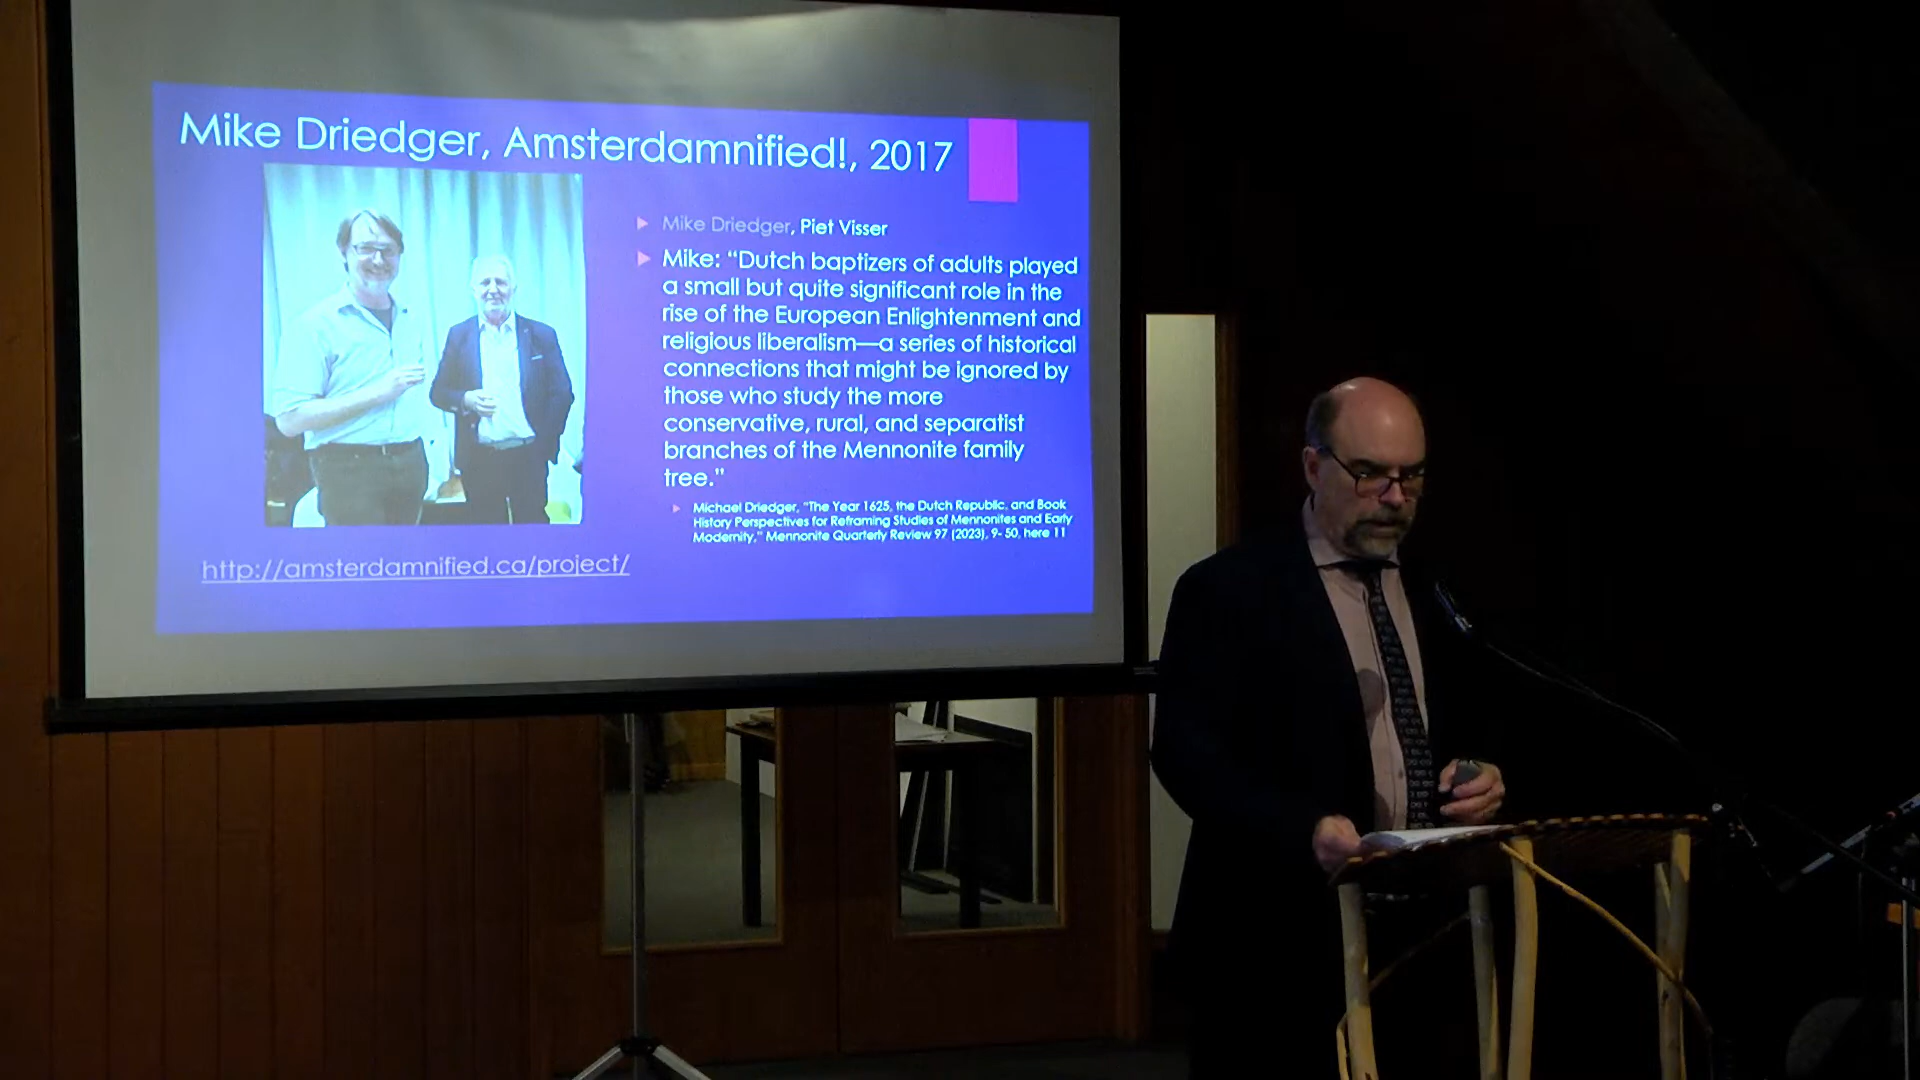 Mike Driedger, Amsterdamnified!, 2017
Mike Driedger, Piet Visser
Mike: “Dutch baptizers of adults played
a small but quite significant role in the
rise of the European Enlightenment and
religious liberalism—a series of historical
connections that might be ignored by
those who study the more
conservative, rural, and separatist
branches of the Mennonite family
tree.”
Michael Driedger, “The Year 1625, the Dutch Republic, and Book
History Perspectives for Reframing Studies of Mennonites and Early
Modernity,” Mennonite Quarterly Review 97 (2023), 9- 50, here 11
http://amsterdamnified.ca/project/